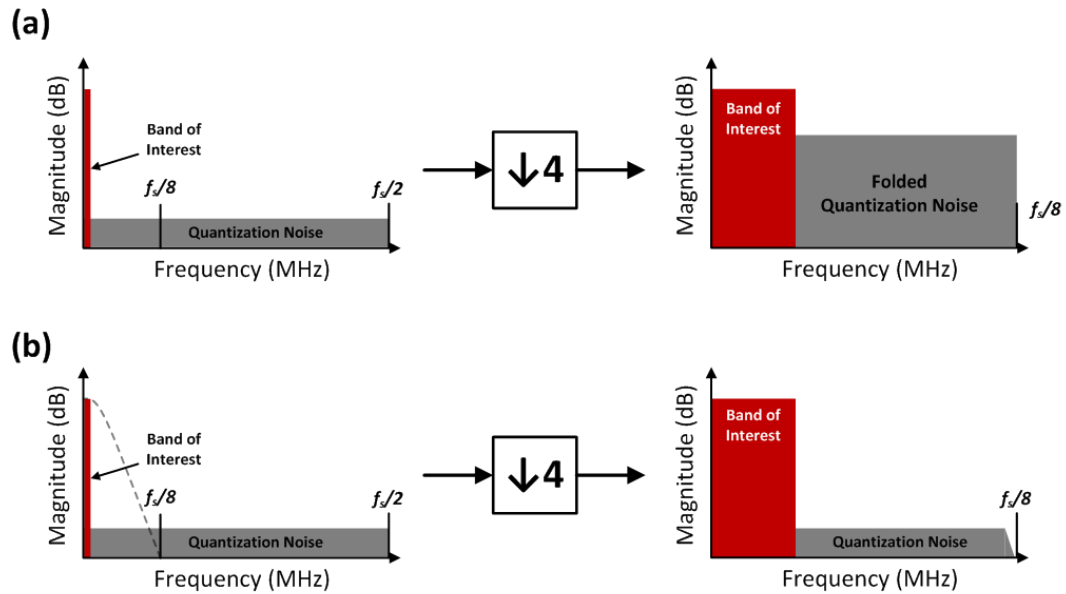 (a)
Magnitude (dB)
Band of
Interest
fs/8
fs/2
Quantization Noise
Frequency (MHz)
↓4
Magnitude (dB)
Band of
Interest
Folded
Quantization Noise
fs/8
Frequency (MHz)
(b)
Magnitude (dB)
Band of
Interest
fs/8
fs/2
Quantization Noise
Frequency (MHz)
↓4
Magnitude (dB)
Band of
Interest
fs/8
Quantization Noise
Frequency (MHz)